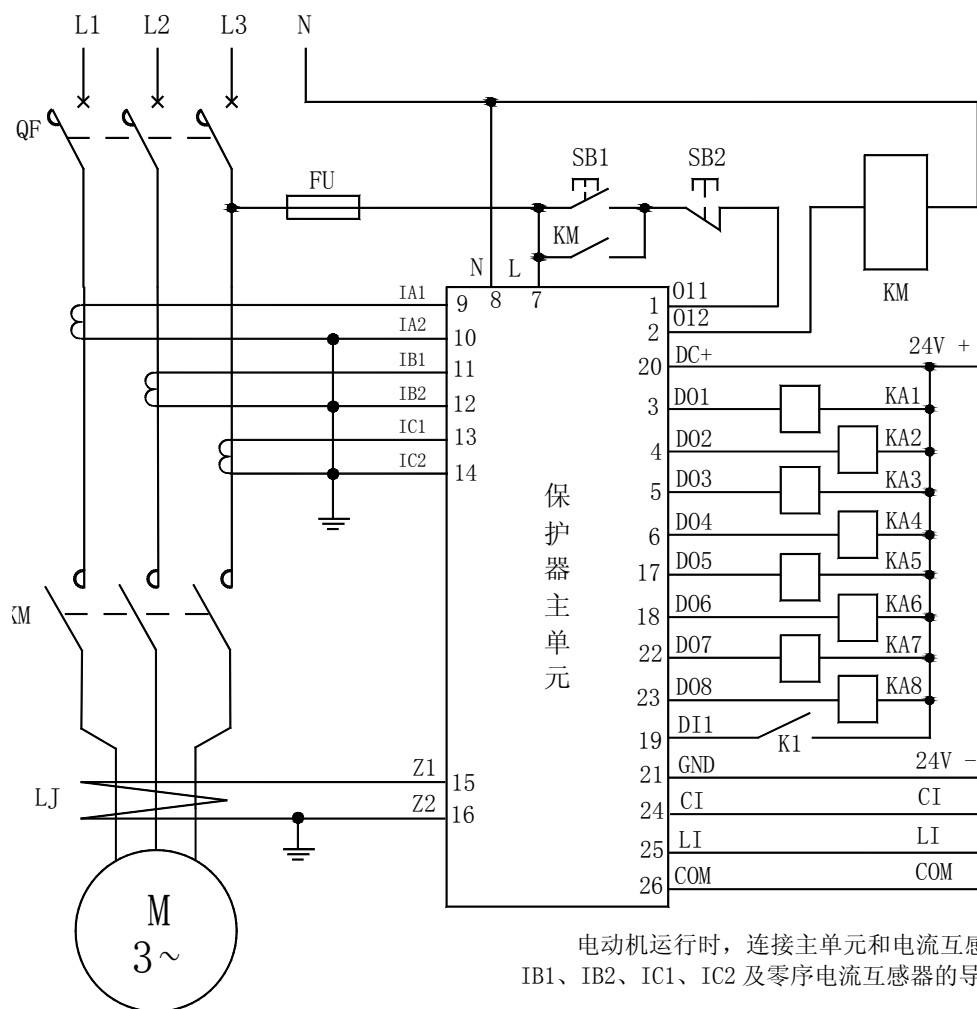 L1 L2 L3 N
QF
FU
SB1 SB2
KM
KM
N L
8 7
IA1 9
IA2 10
IB1 11
IB2 12
IC1 13
IC2 14
1 O11
2 O12
20 DC+ 24V +
3 DO1 KA1
4 DO2 KA2
5 DO3 KA3
6 DO4 KA4
17 DO5 KA5
18 DO6 KA6
22 DO7 KA7
23 DO8 KA8
19 DI1 K1
21 GND 24V -
24 CI CI
25 LI LI
26 COM COM
保护器主单元
KM
LJ
Z1 15
Z2 16
M
3~
电动机运行时，连接主单元和电流互感
IB1、IB2、IC1、IC2 及零序电流互感器的导